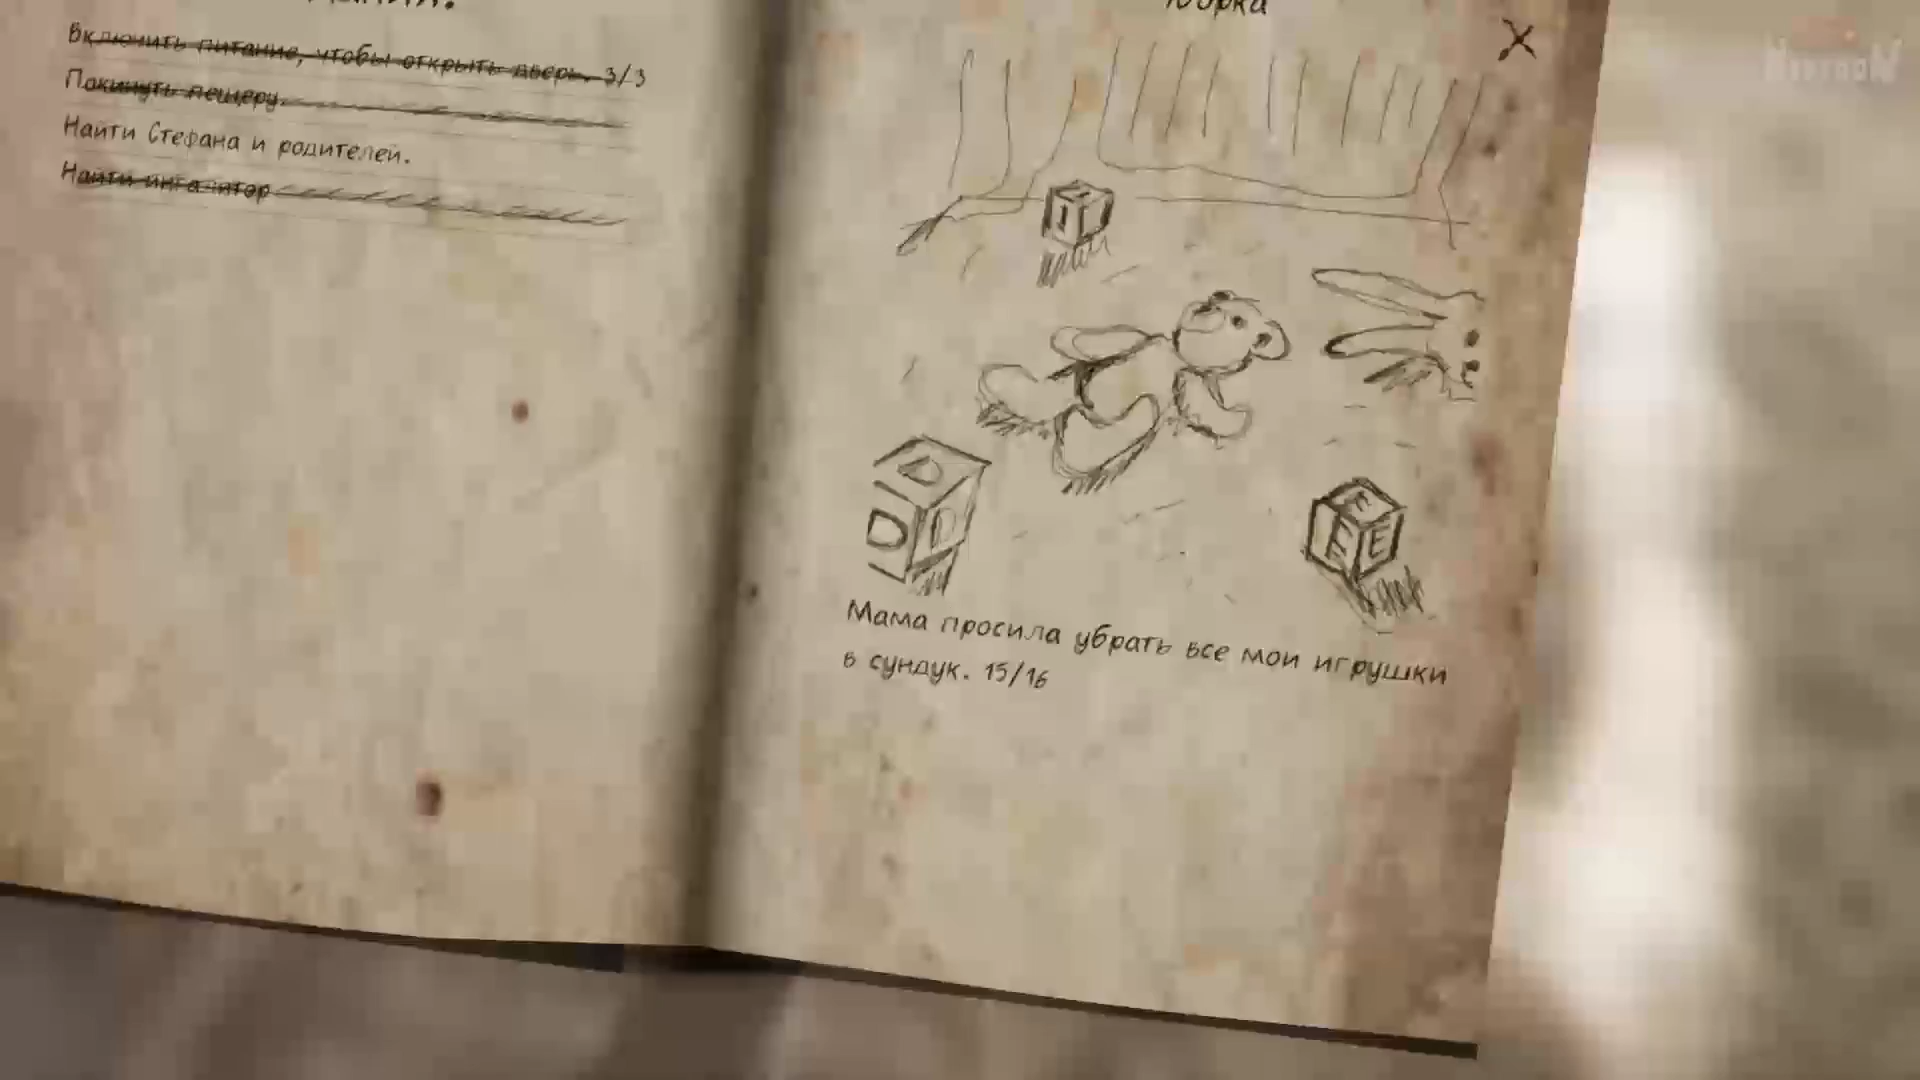 Включить питание, чтобы открыть дверь. 3/3
Покинуть пещеру.
Найти Стефана и родителей.
Найти ингалятор
Мама просила убрать все мои игрушки
в сундук. 15/16
D
D
D
E
E